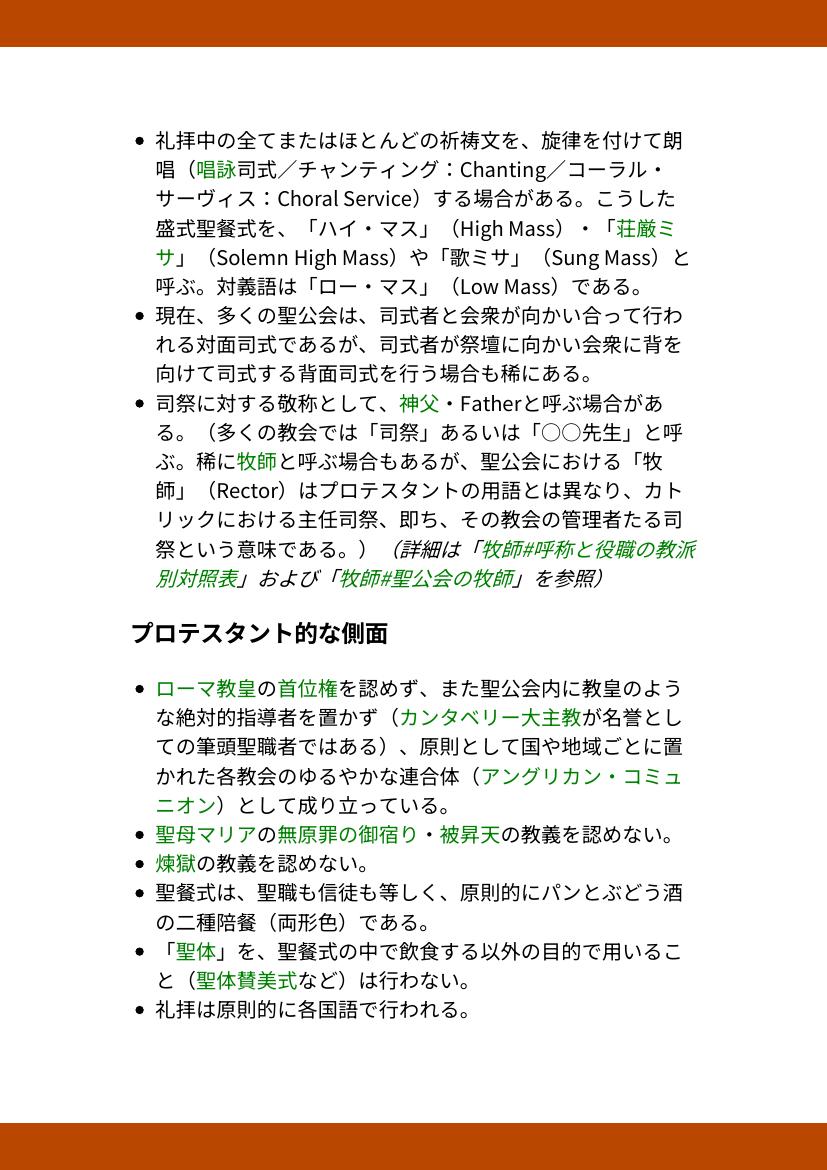 礼拝中の全てまたはほとんどの祈祷文を、旋律を付けて朗
唱（唱詠司式／チャンティング：Chanting／コーラル・
サーヴィス：Choral Service）する場合がある。こうした
盛式聖餐式を、「ハイ・マス」（High Mass）・「荘厳ミ
サ」（Solemn High Mass）や「歌ミサ」（Sung Mass）と
呼ぶ。対義語は「ロー・マス」（Low Mass）である。
現在、多くの聖公会は、司式者と会衆が向かい合って行わ
れる対面司式であるが、司式者が祭壇に向かい会衆に背を
向けて司式する背面司式を行う場合も稀にある。
司祭に対する敬称として、神父・Fatherと呼ぶ場合があ
る。（多くの教会では「司祭」あるいは「〇〇先生」と呼
ぶ。稀に牧師と呼ぶ場合もあるが、聖公会における「牧
師」（Rector）はプロテスタントの用語とは異なり、カト
リックにおける主任司祭、即ち、その教会の管理者たる司
祭という意味である。）（詳細は「牧師#呼称と役職の教派
別対照表」および「牧師#聖公会の牧師」を参照）
プロテスタント的な側面
ローマ教皇の首位権を認めず、また聖公会内に教皇のよう
な絶対的指導者を置かず（カンタベリー大主教が名誉とし
ての筆頭聖職者ではある）、原則として国や地域ごとに置
かれた各教会のゆるやかな連合体（アングリカン・コミュ
ニオン）として成り立っている。
聖母マリアの無原罪の御宿り・被昇天の教義を認めない。
煉獄の教義を認めない。
聖餐式は、聖職も信徒も等しく、原則的にパンとぶどう酒
の二種陪餐（両形色）である。
「聖体」を、聖餐式の中で飲食する以外の目的で用いるこ
と（聖体賛美式など）は行わない。
礼拝は原則的に各国語で行われる。